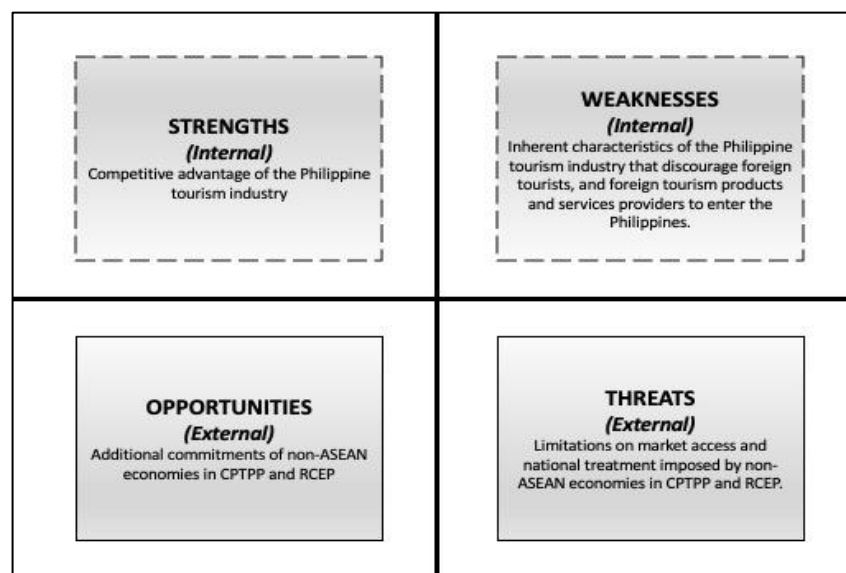 STRENGTHS
(Internal)
Competitive advantage of the Philippine
tourism industry
WEAKNESSES
(Internal)
Inherent characteristics of the Philippine
tourism industry that discourage foreign
tourists, and foreign tourism products
and services providers to enter the
Philippines.
OPPORTUNITIES
(External)
Additional commitments of non-ASEAN
economies in CPTPP and RCEP
THREATS
(External)
Limitations on market access and
national treatment imposed by non-
ASEAN economies in CPTPP and RCEP.